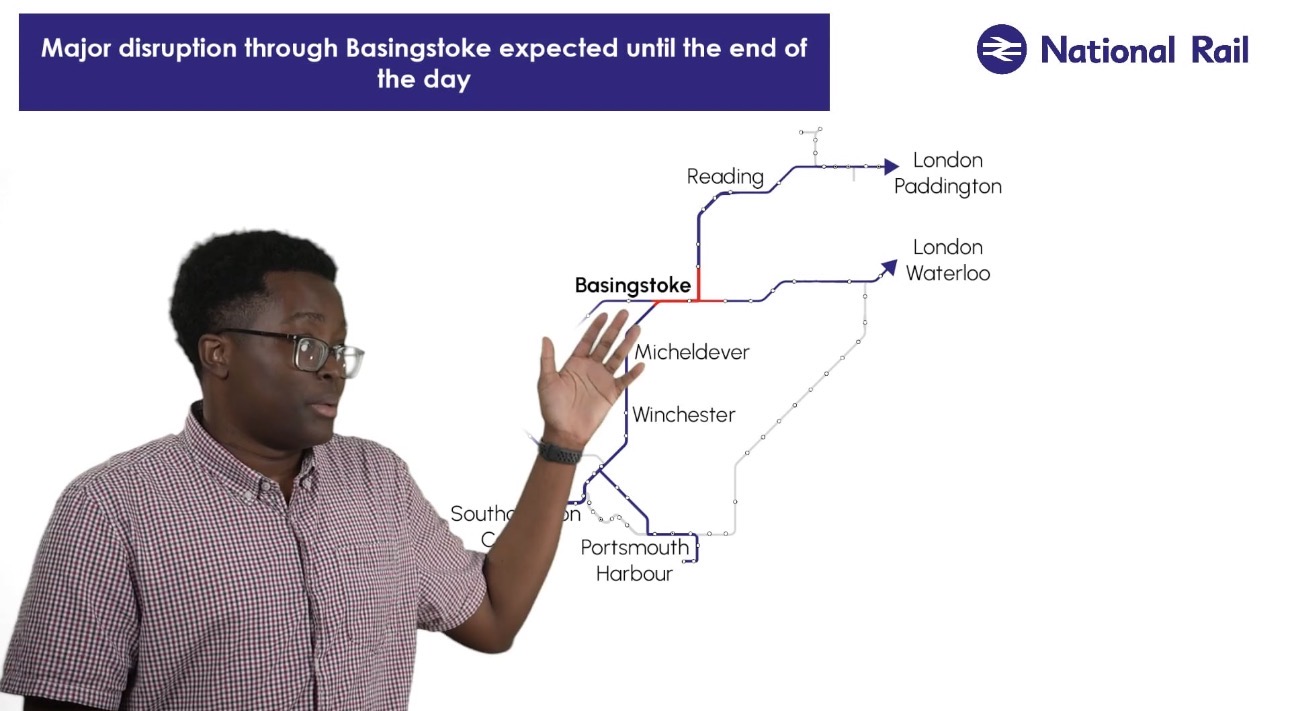 Major disruption through Basingstoke expected until the end of
the day
National Rail
London
Paddington
Reading
London
Waterloo
Basingstoke
Micheldever
Winchester
Portsmouth
Harbour